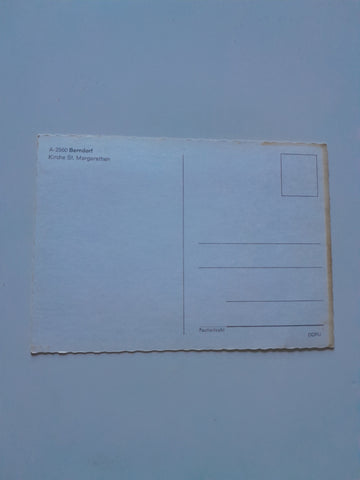 A-2560 Berndorf
Kirche St. Margarethen
Postleitzahl